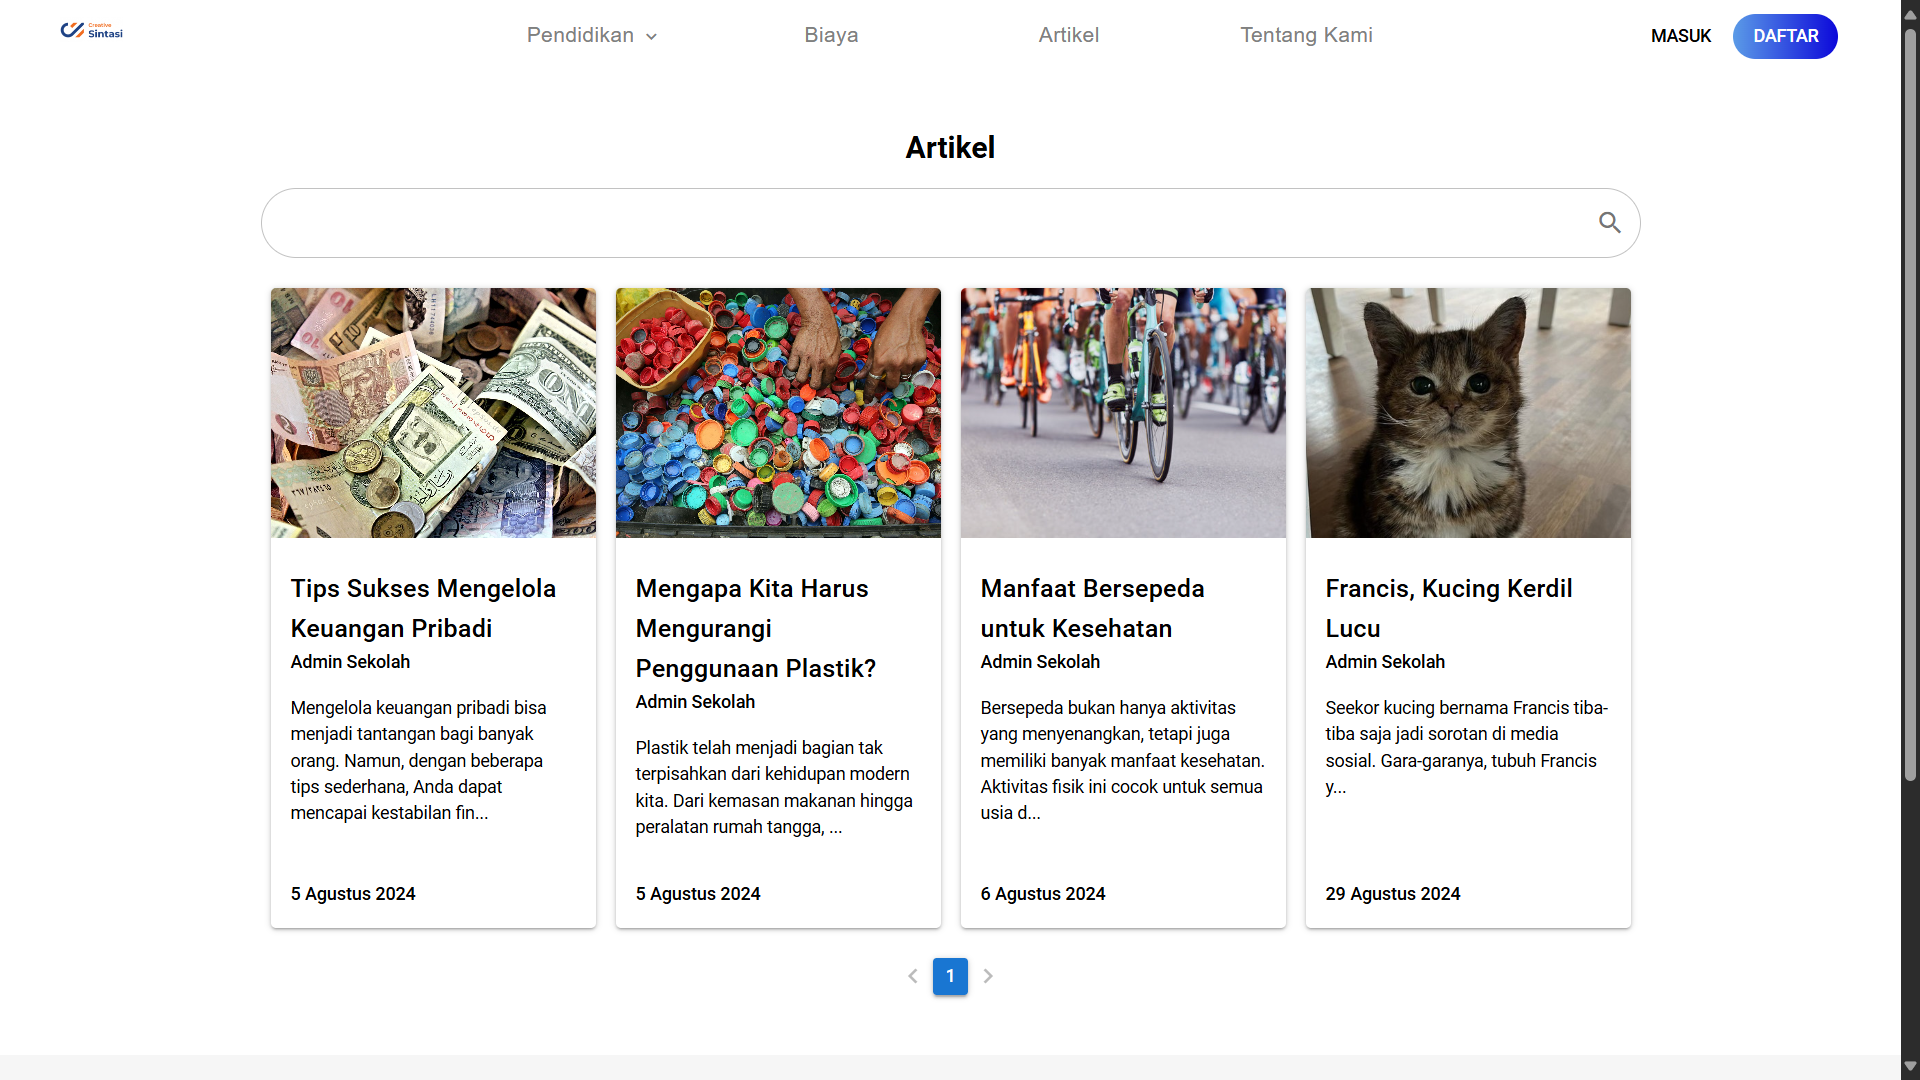 Creative
Sintasi
Pendidikan
Biaya
Artikel
Tentang Kami
MASUK
DAFTAR
Artikel
Tips Sukses Mengelola
Keuangan Pribadi
Admin Sekolah
Mengelola keuangan pribadi bisa
menjadi tantangan bagi banyak
orang. Namun, dengan beberapa
tips sederhana, Anda dapat
mencapai kestabilan fin...
5 Agustus 2024
Mengapa Kita Harus
Mengurangi
Penggunaan Plastik?
Admin Sekolah
Plastik telah menjadi bagian tak
terpisahkan dari kehidupan modern
kita. Dari kemasan makanan hingga
peralatan rumah tangga, ...
5 Agustus 2024
Manfaat Bersepeda
untuk Kesehatan
Admin Sekolah
Bersepeda bukan hanya aktivitas
yang menyenangkan, tetapi juga
memiliki banyak manfaat kesehatan.
Aktivitas fisik ini cocok untuk semua
usia d...
6 Agustus 2024
Francis, Kucing Kerdil
Lucu
Admin Sekolah
Seekor kucing bernama Francis tiba-
tiba saja jadi sorotan di media
sosial. Gara-garanya, tubuh Francis
y...
29 Agustus 2024
1